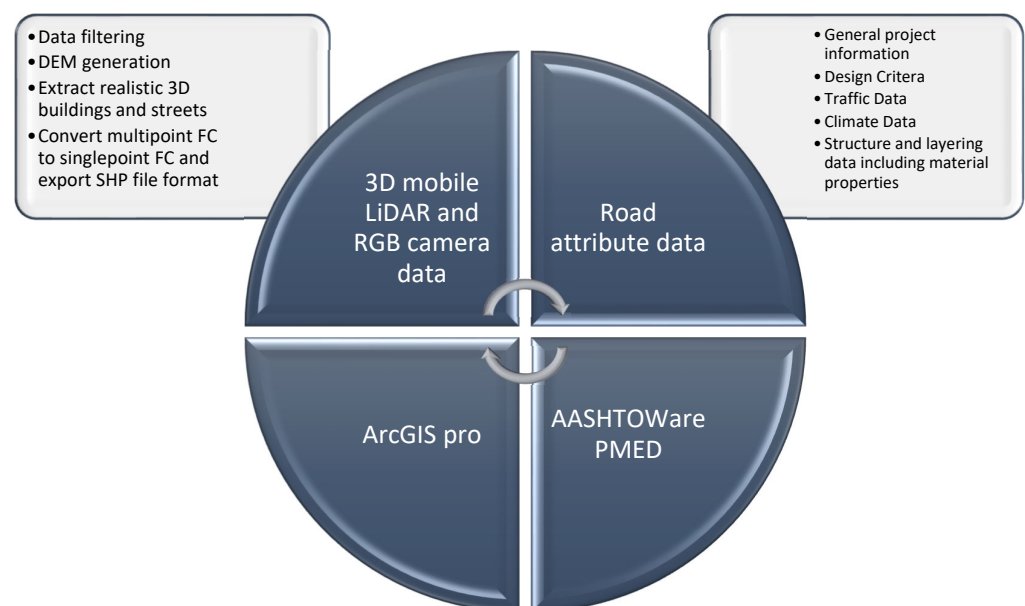 • Data filtering
• DEM generation
• Extract realistic 3D
buildings and streets
• Convert multipoint FC
to singlepoint FC and
export SHP file format
• General project
information
• Design Critera
• Traffic Data
• Climate Data
• Structure and layering
data including material
properties
3D mobile
LiDAR and
RGB camera
data
Road
attribute data
ArcGIS pro
AASHTOWare
PMED